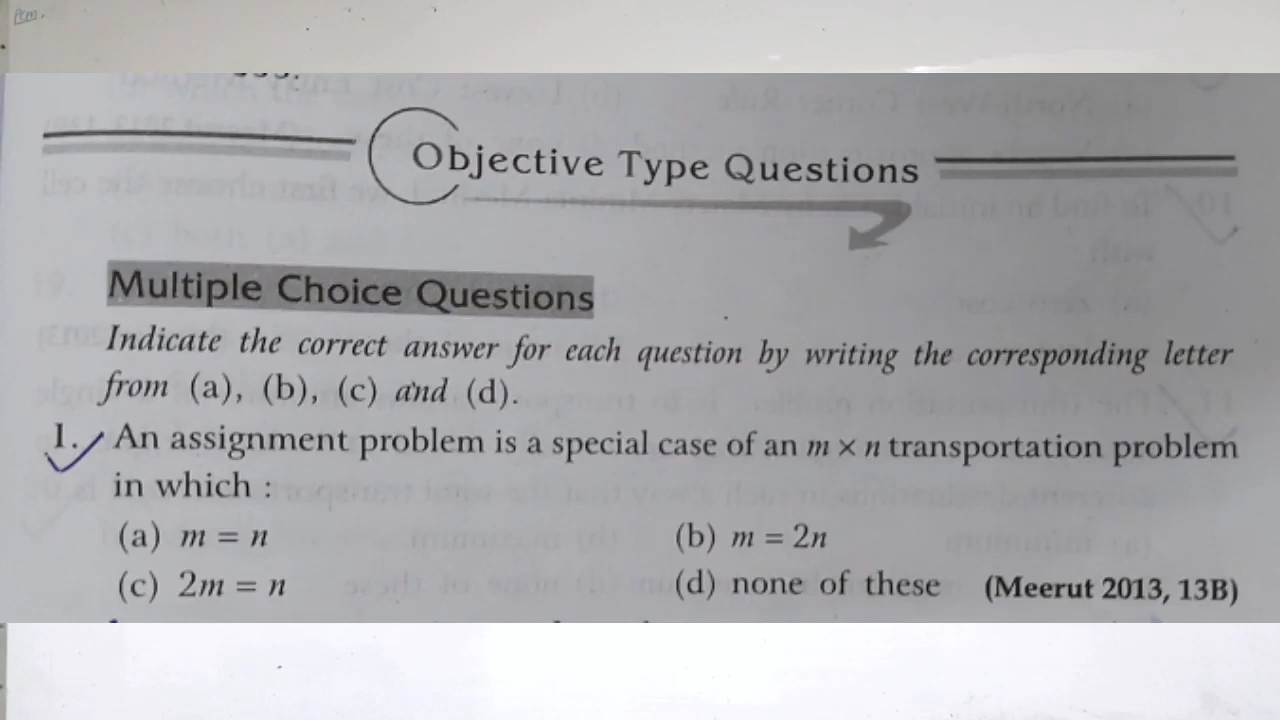 Objective Type Questions
Multiple Choice Questions
Indicate the correct answer for each question by writing the corresponding letter
from (a), (b), (c) and (d).
1. An assignment problem is a special case of an m × n transportation problem
in which :
(a) m = n (b) m = 2n
(c) 2m = n (d) none of these (Meerut 2013, 13B)